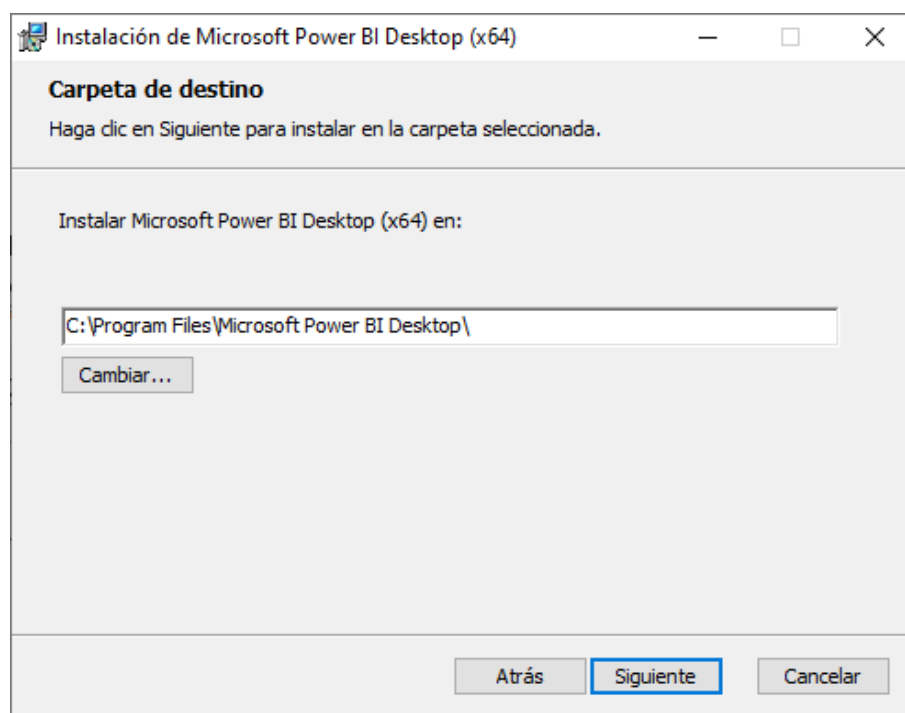 Instalación de Microsoft Power BI Desktop (x64)
Carpeta de destino
Haga clic en Siguiente para instalar en la carpeta seleccionada.
Instalar Microsoft Power BI Desktop (x64) en:
C:\Program Files\Microsoft Power BI Desktop\
Cambiar...
Atrás Siguiente Cancelar